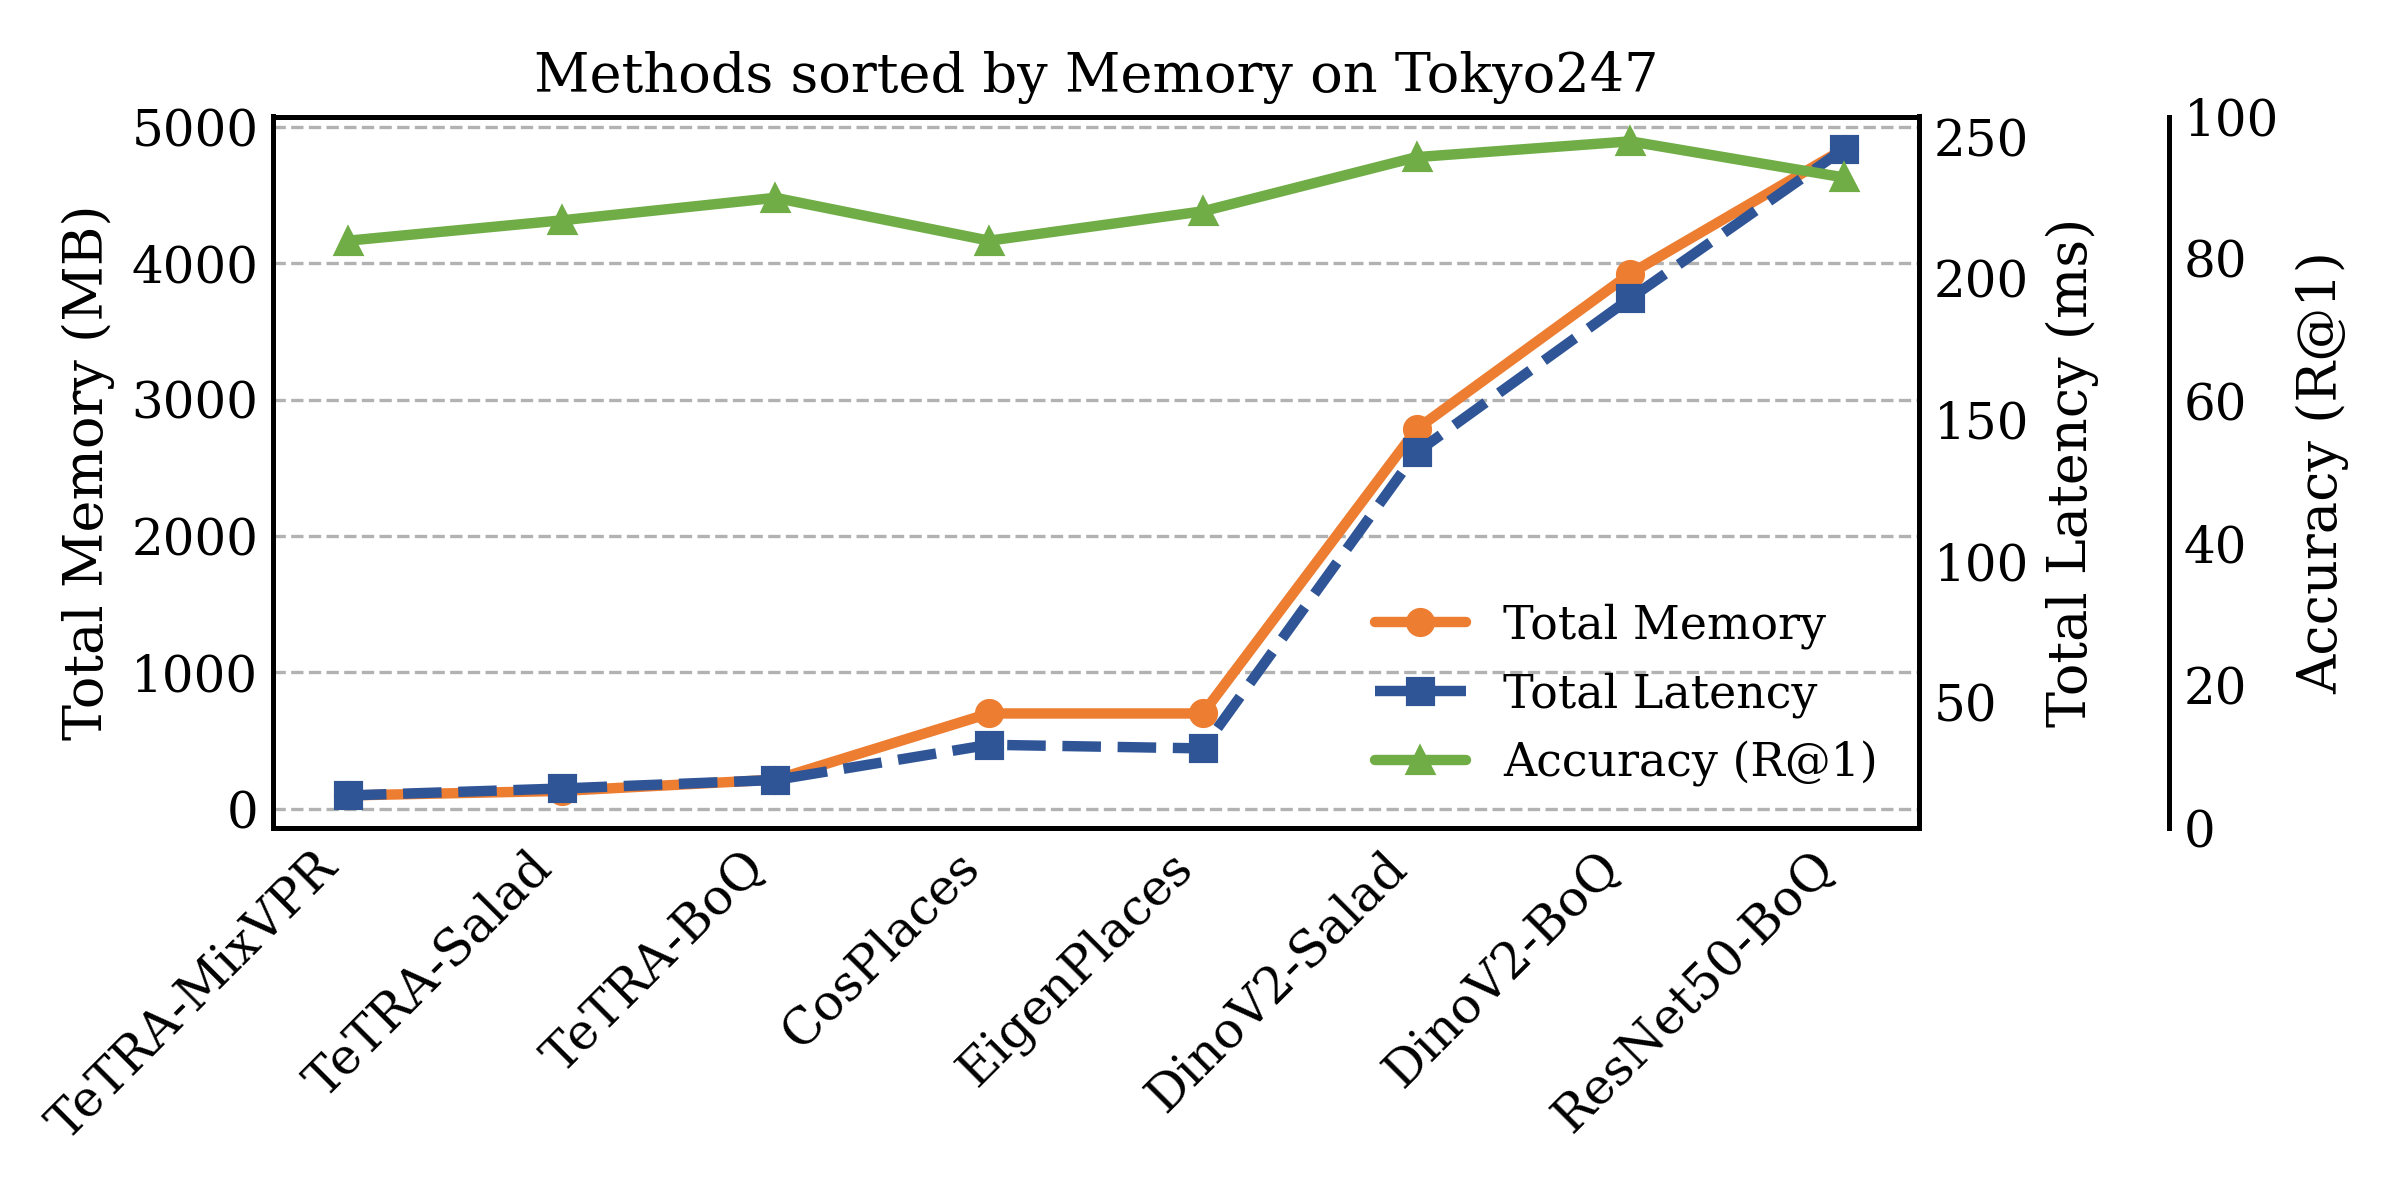 Methods sorted by Memory on Tokyo247
Total Memory (MB)
5000
4000
3000
2000
1000
0
250
200
150
100
50
Total Latency (ms)
100
80
60
40
20
0
Accuracy (R@1)
Total Memory
Total Latency
Accuracy (R@1)
TeTRA-MixVPR
TeTRA-Salad
TeTRA-BoQ
CosPlaces
EigenPlaces
DinoV2-Salad
DinoV2-BoQ
ResNet50-BoQ